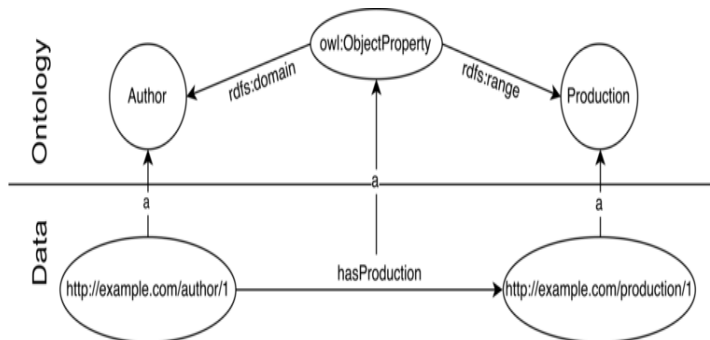 owl:ObjectProperty
Author
rdfs:domain
rdfs:range
Production
Ontology
a
a
a
Data
hasProduction
http://example.com/author/1
http://example.com/production/1